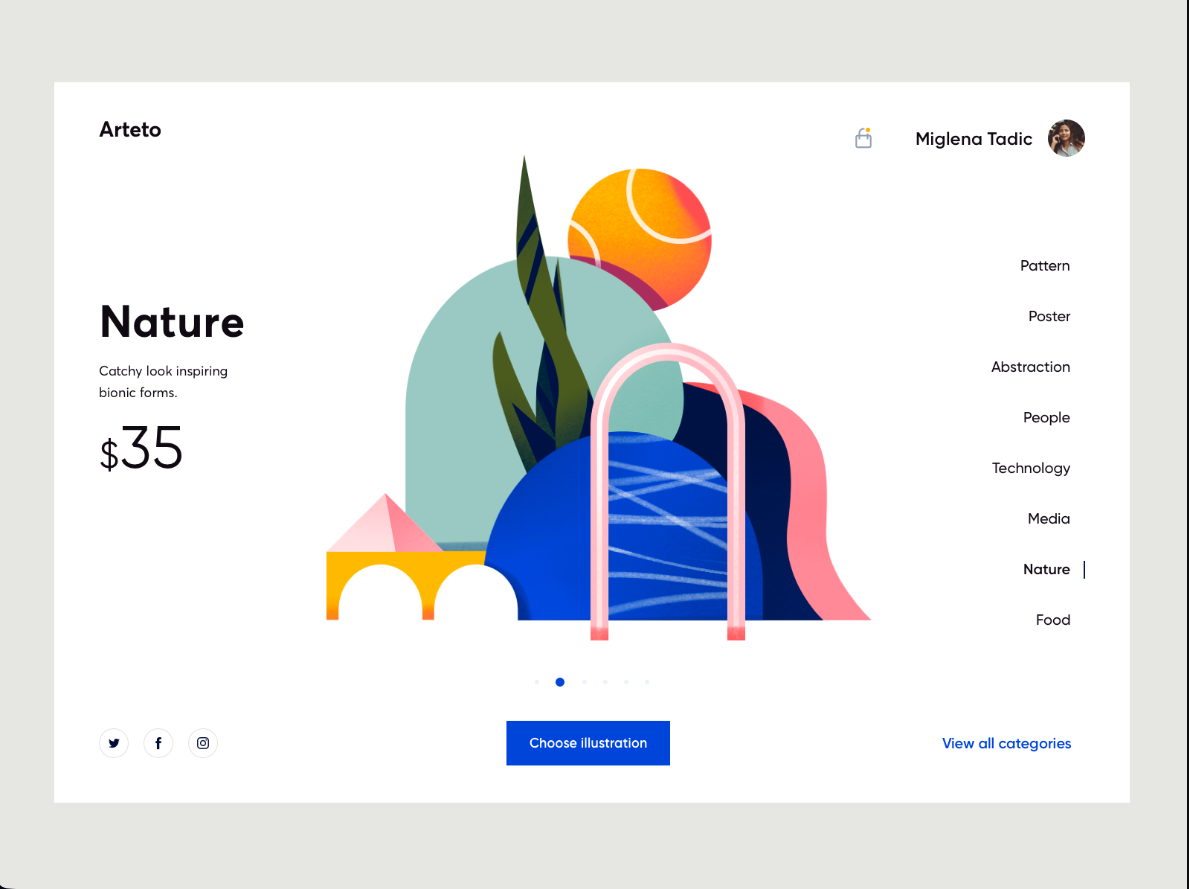 Arteto
Miglena Tadic
Nature
Catchy look inspiring
bionic forms.
$35
Pattern
Poster
Abstraction
People
Technology
Media
Nature
Food
Choose illustration
View all categories